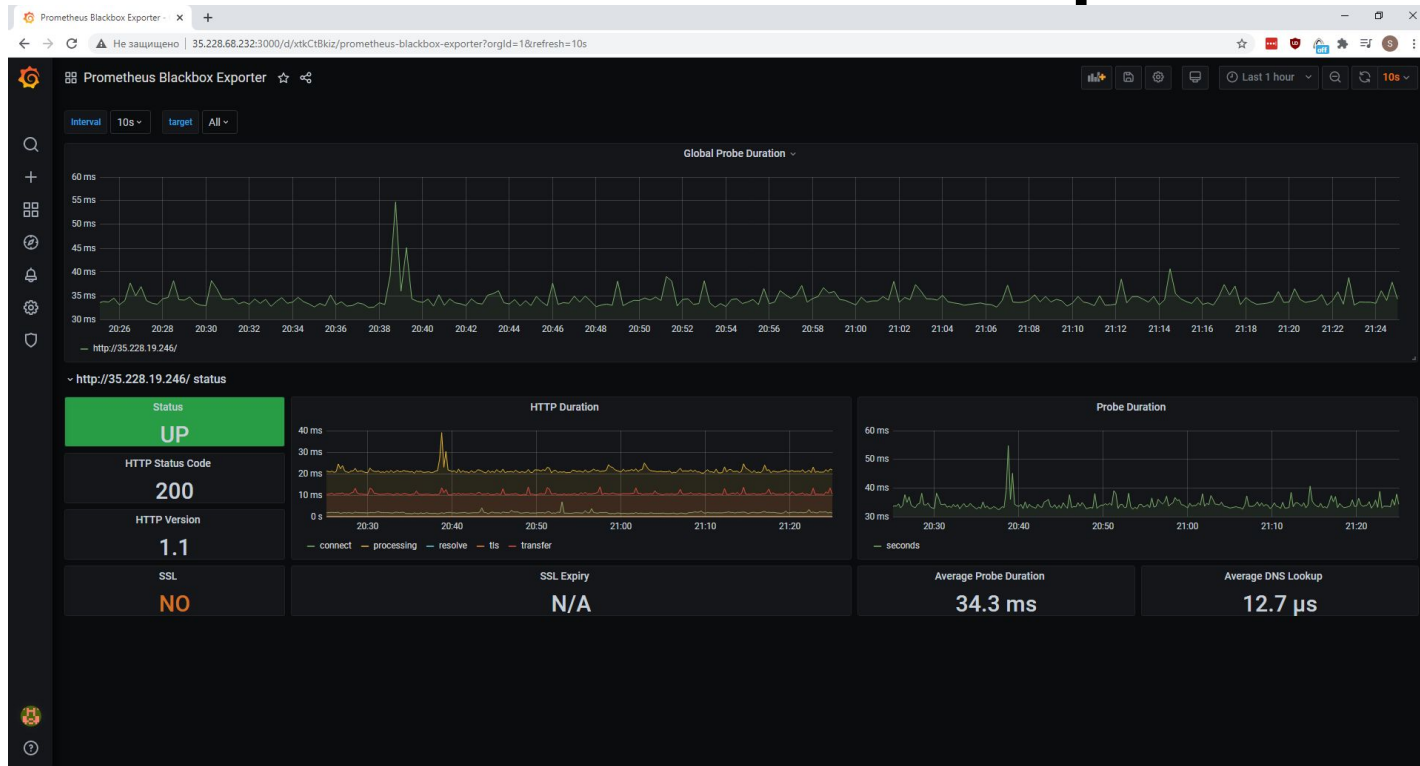 Prometheus Blackbox Exporter -
Не защищено | 35.228.68.232:3000/d/xtkCtBkiz/prometheus-blackbox-exporter?orgId=1&refresh=10s
off
S
Prometheus Blackbox Exporter
Last 1 hour
10s
Interval 10s target All
Global Probe Duration
60 ms
55 ms
50 ms
45 ms
40 ms
35 ms
30 ms
20:26 20:28 20:30 20:32 20:34 20:36 20:38 20:40 20:42 20:44 20:46 20:48 20:50 20:52 20:54 20:56 20:58 21:00 21:02 21:04 21:06 21:08 21:10 21:12 21:14 21:16 21:18 21:20 21:22 21:24
http://35.228.19.246/
http://35.228.19.246/ status
Status
UP
HTTP Status Code
200
HTTP Version
1.1
SSL
NO
HTTP Duration
40 ms
30 ms
20 ms
10 ms
0 s
20:30 20:40 20:50 21:00 21:10 21:20
connect processing resolve tls transfer
SSL Expiry
N/A
Probe Duration
60 ms
50 ms
40 ms
30 ms
20:30 20:40 20:50 21:00 21:10 21:20
seconds
Average Probe Duration
34.3 ms
Average DNS Lookup
12.7 µs